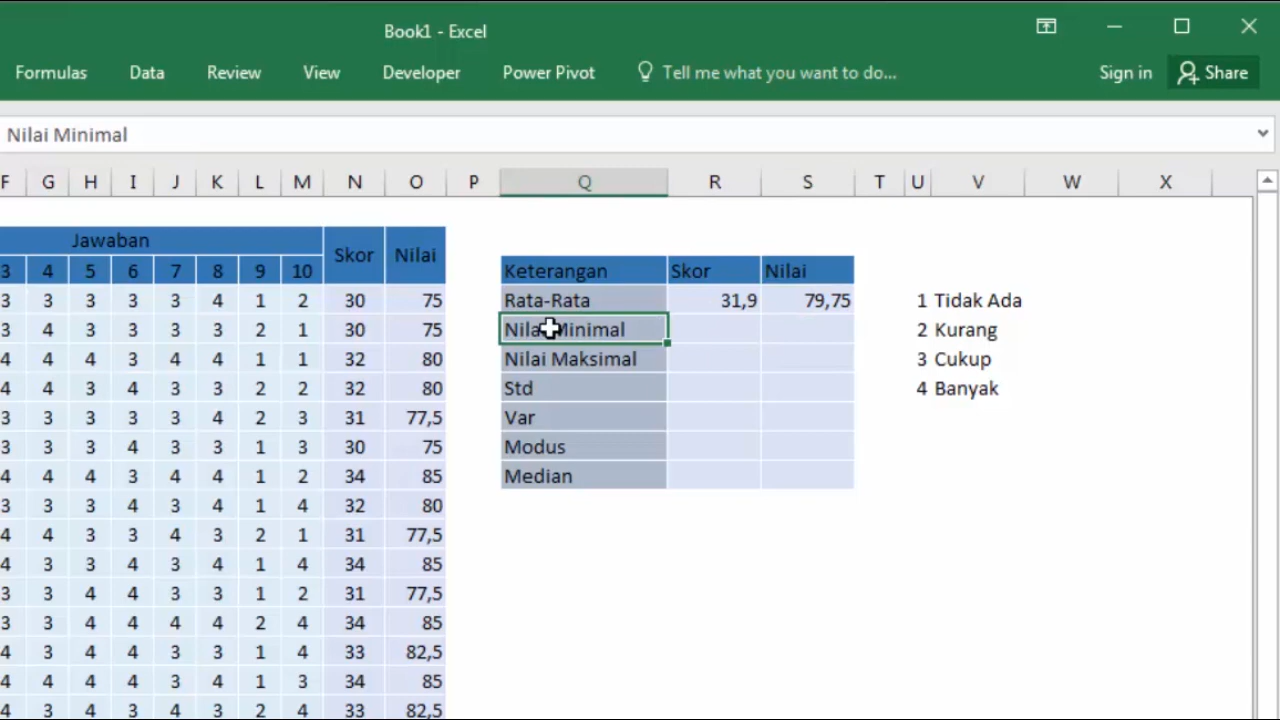 Book1 - Excel
Formulas Data Review View Developer Power Pivot Tell me what you want to do... Sign in Share
Nilai Minimal
F G H I J K L M N O P Q R S T U V W X
Jawaban Skor Nilai
3 4 5 6 7 8 9 10 Keterangan Skor Nilai
3 3 3 3 3 4 1 2 30 75 Rata-Rata 31,9 79,75 1 Tidak Ada
3 4 3 3 3 3 2 1 30 75 Nilai Minimal 2 Kurang
4 4 4 3 4 4 1 1 32 80 Nilai Maksimal 3 Cukup
4 4 3 4 3 3 2 2 32 80 Std 4 Banyak
3 3 3 3 3 4 2 3 31 77,5 Var
3 3 3 4 3 3 1 3 30 75 Modus
4 4 4 3 4 4 1 2 34 85 Median
3 3 3 4 3 4 1 4 32 80
4 4 3 3 4 3 2 1 31 77,5
3 4 3 3 3 4 1 4 34 85
3 3 4 4 3 3 1 2 31 77,5
3 3 4 4 4 4 2 4 34 85
4 3 4 4 3 3 1 4 33 82,5
4 4 4 4 3 4 1 3 34 85
4 3 4 3 4 3 2 4 33 82,5